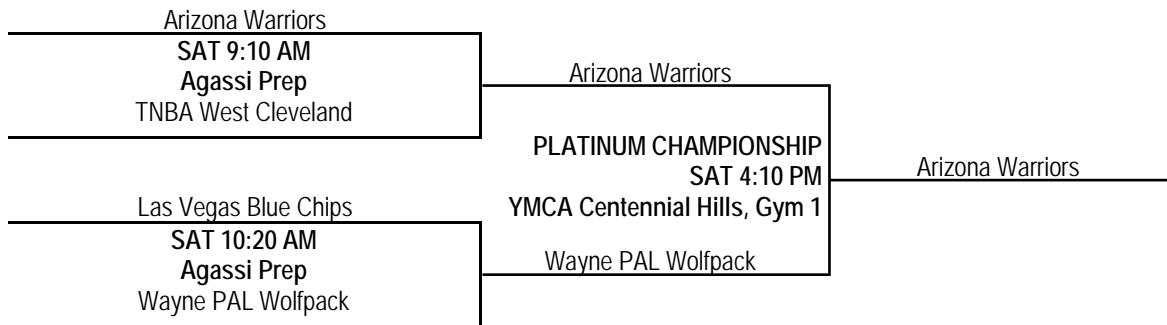 Arizona Warriors
SAT 9:10 AM
Agassi Prep
TNBA West Cleveland
Arizona Warriors
PLATINUM CHAMPIONSHIP
SAT 4:10 PM
YMCA Centennial Hills, Gym 1
Arizona Warriors
Las Vegas Blue Chips
SAT 10:20 AM
Agassi Prep
Wayne PAL Wolfpack
Wayne PAL Wolfpack